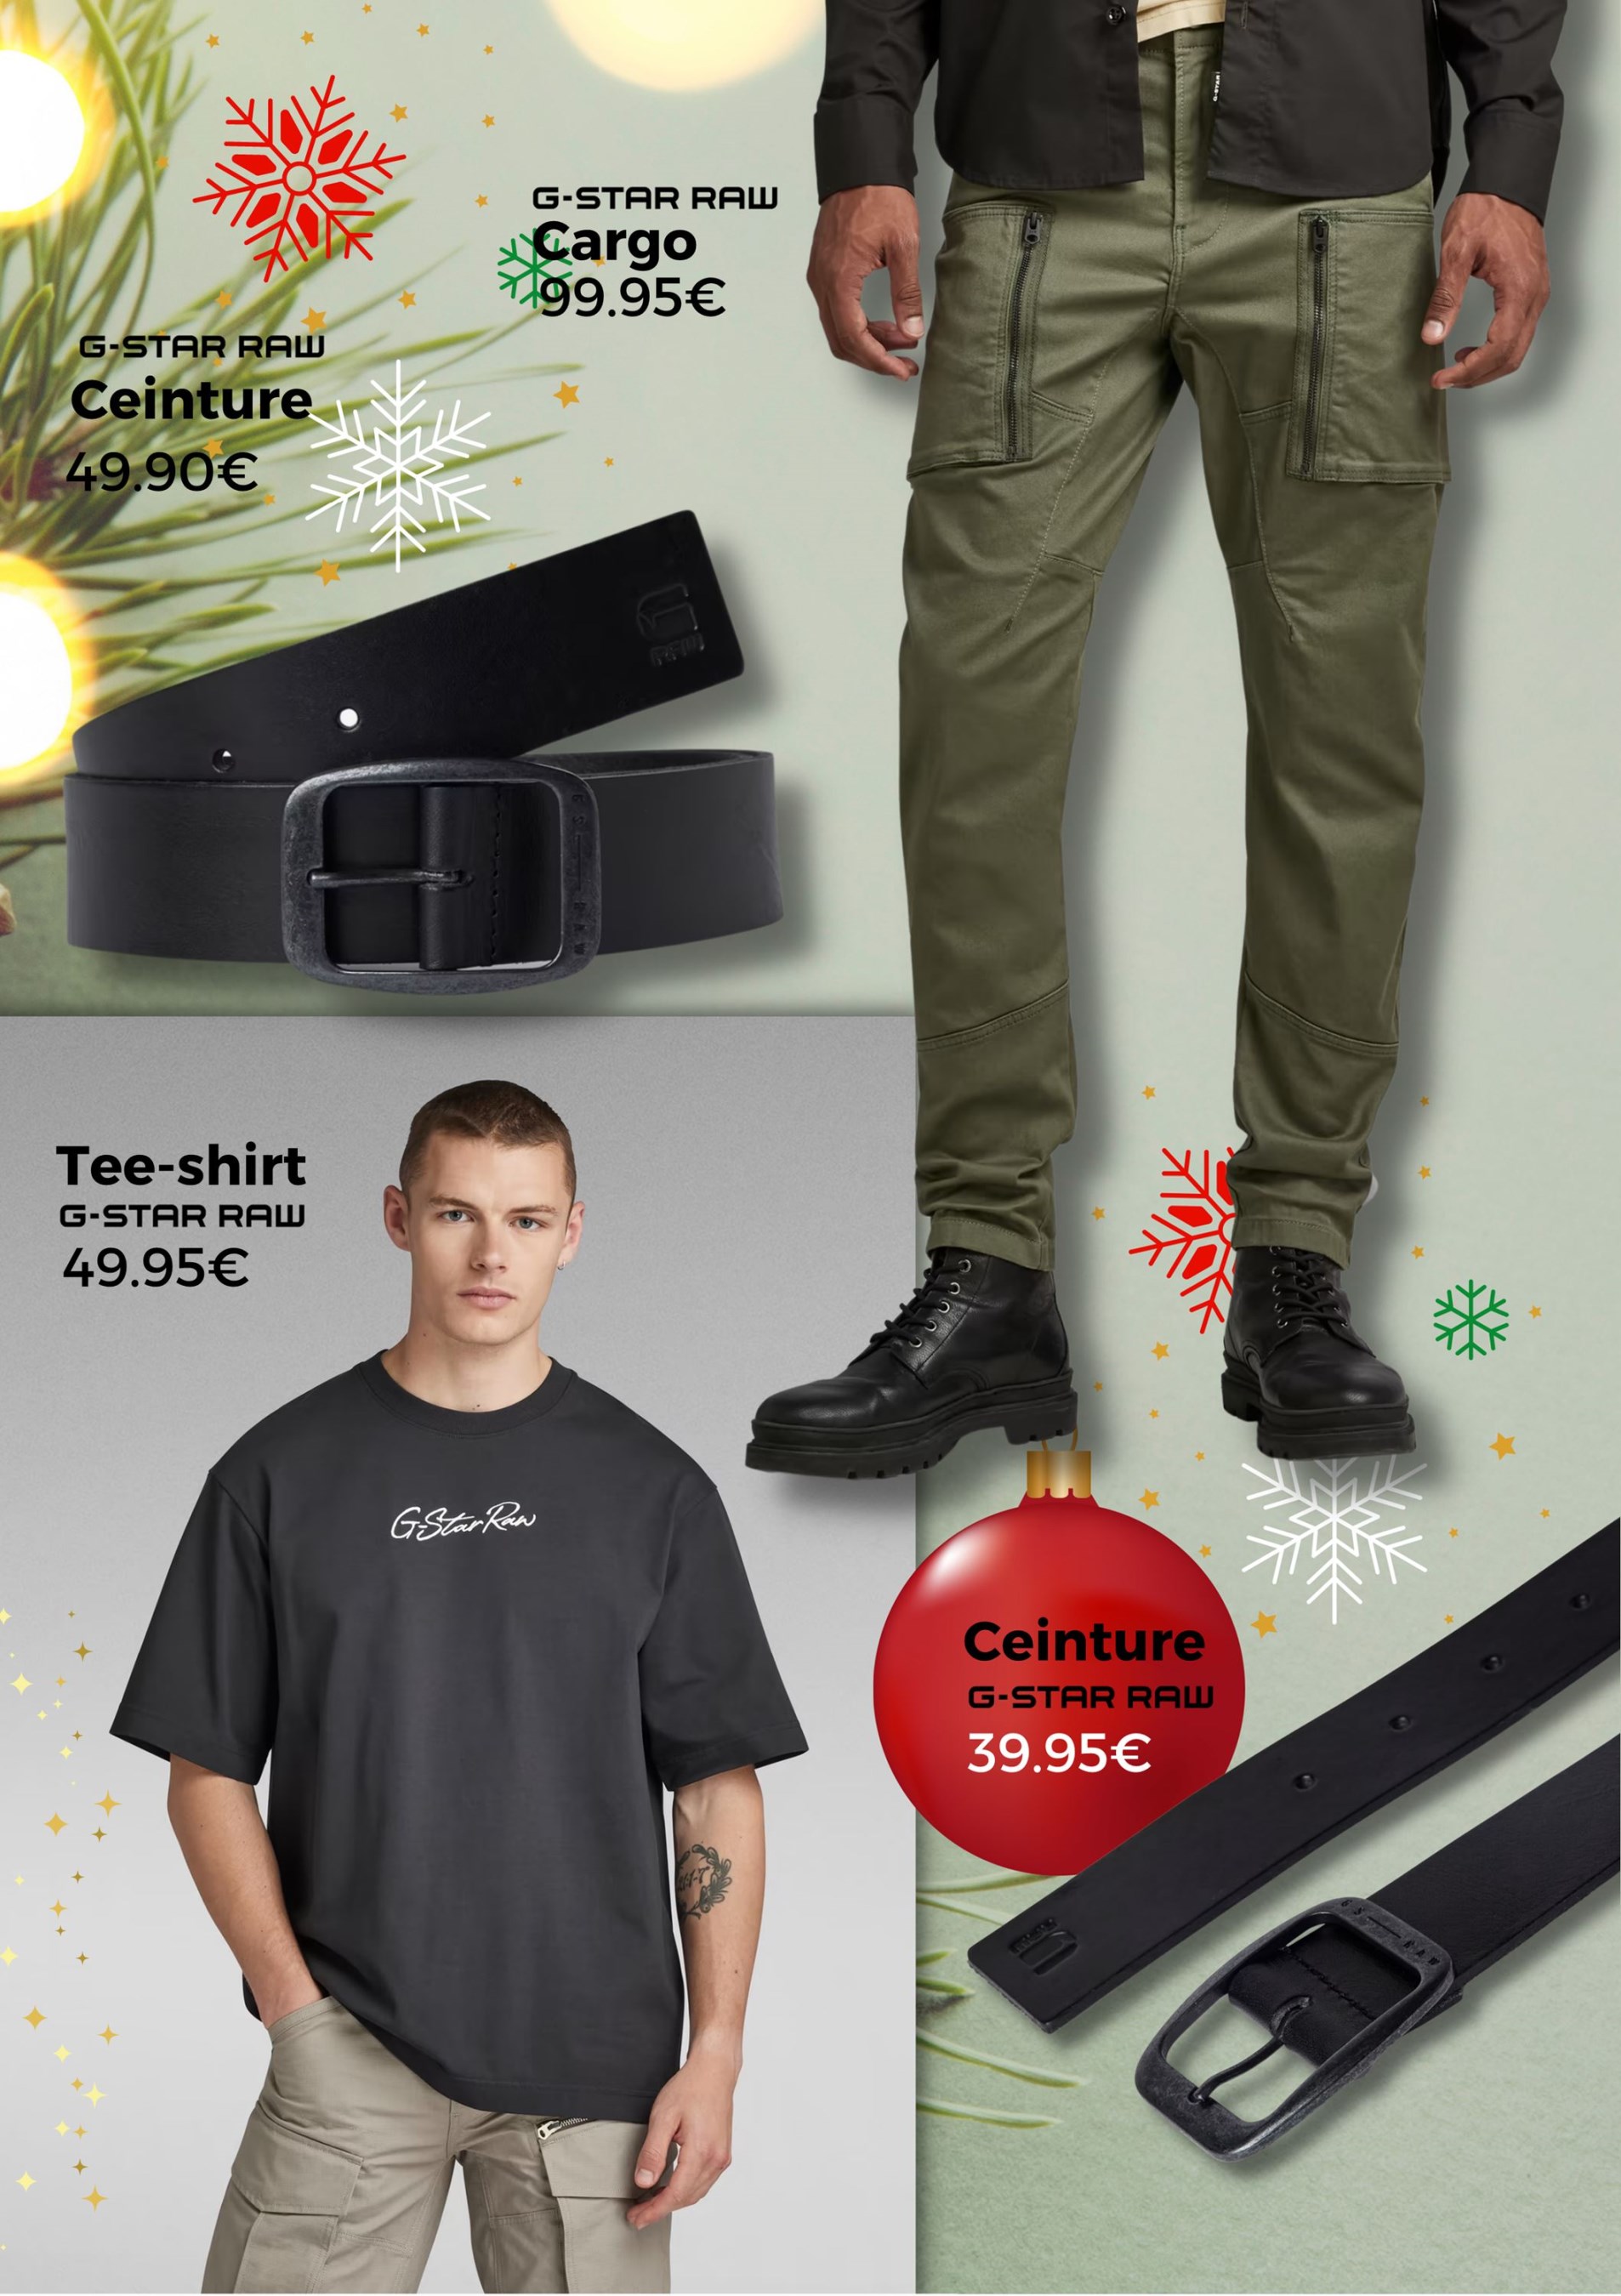 G-STAR RAW
Cargo
99.95€
G-STAR RAW
Ceinture
49.90€
RAW
Tee-shirt
G-STAR RAW
49.95€
G-Star Raw
Ceinture
G-STAR RAW
39.95€